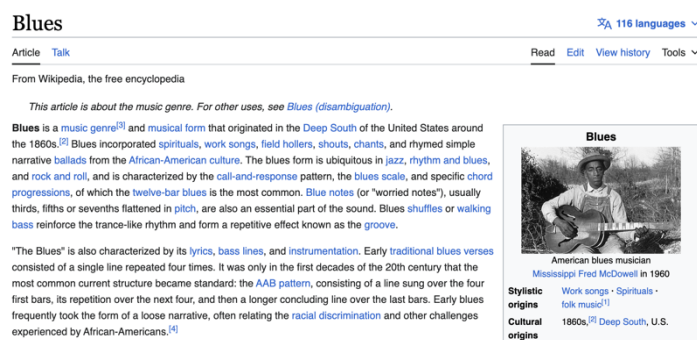 Blues
116 languages
Article Talk
Read Edit View history Tools
From Wikipedia, the free encyclopedia
This article is about the music genre. For other uses, see Blues (disambiguation).
Blues is a music genre[3] and musical form that originated in the Deep South of the United States around
the 1860s.[2] Blues incorporated spirituals, work songs, field hollers, shouts, chants, and rhymed simple
narrative ballads from the African-American culture. The blues form is ubiquitous in jazz, rhythm and blues,
and rock and roll, and is characterized by the call-and-response pattern, the blues scale, and specific chord
progressions, of which the twelve-bar blues is the most common. Blue notes (or "worried notes"), usually
thirds, fifths or sevenths flattened in pitch, are also an essential part of the sound. Blues shuffles or walking
bass reinforce the trance-like rhythm and form a repetitive effect known as the groove.
"The Blues" is also characterized by its lyrics, bass lines, and instrumentation. Early traditional blues verses
consisted of a single line repeated four times. It was only in the first decades of the 20th century that the
most common current structure became standard: the AAB pattern, consisting of a line sung over the four
first bars, its repetition over the next four, and then a longer concluding line over the last bars. Early blues
frequently took the form of a loose narrative, often relating the racial discrimination and other challenges
experienced by African-Americans.[4]
Blues
American blues musician
Mississippi Fred McDowell in 1960
Stylistic origins
Work songs · Spirituals ·
folk music[1]
Cultural origins
1860s,[2] Deep South, U.S.